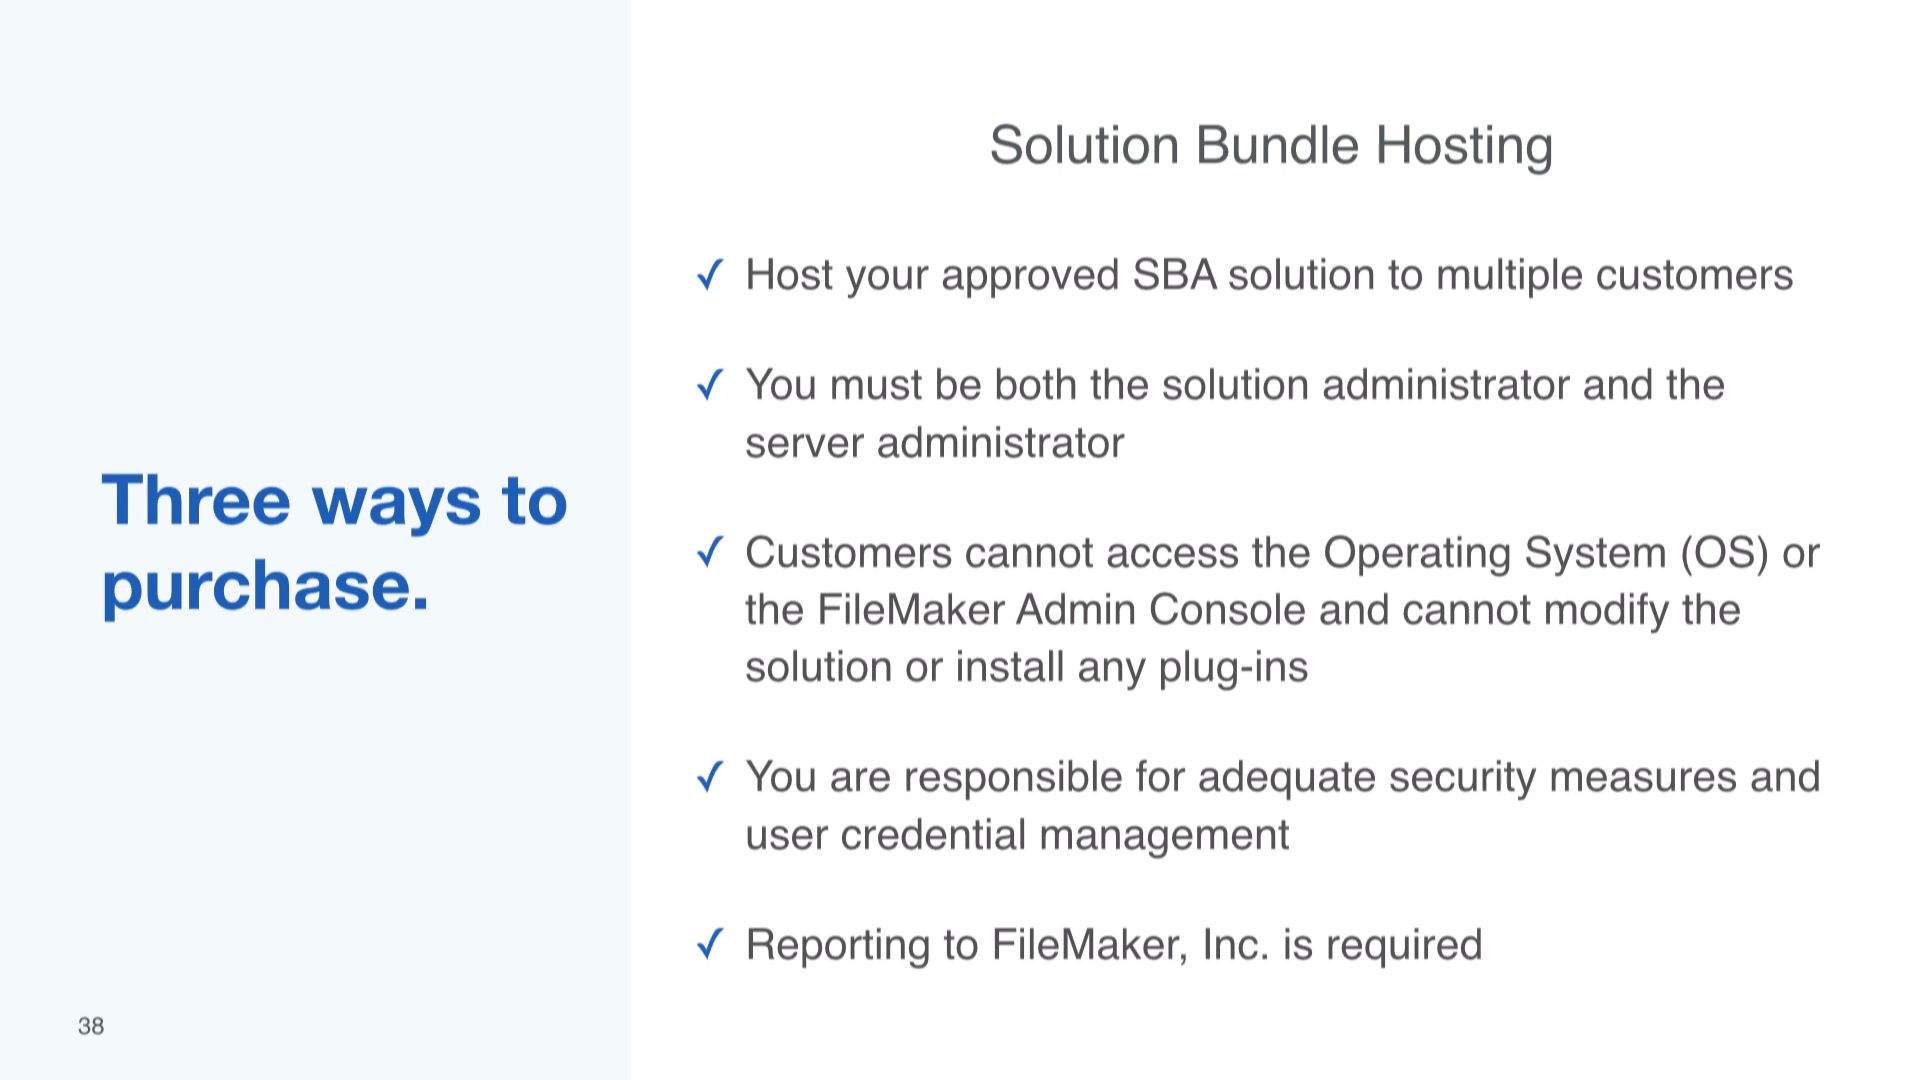 Three ways to
purchase.
Solution Bundle Hosting
✓ Host your approved SBA solution to multiple customers
✓ You must be both the solution administrator and the
server administrator
✓ Customers cannot access the Operating System (OS) or
the FileMaker Admin Console and cannot modify the
solution or install any plug-ins
✓ You are responsible for adequate security measures and
user credential management
✓ Reporting to FileMaker, Inc. is required
38